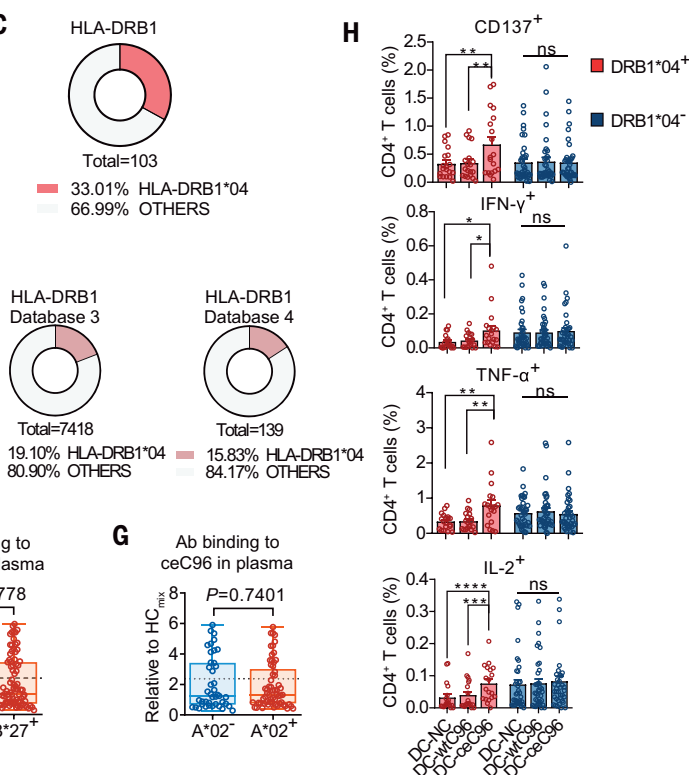 C
HLA-DRB1
Total=103
33.01% HLA-DRB1*04
66.99% OTHERS
HLA-DRB1
Database 3
Total=7418
19.10% HLA-DRB1*04
80.90% OTHERS
HLA-DRB1
Database 4
Total=139
15.83% HLA-DRB1*04
84.17% OTHERS
g to
asma
778
3*27+
G
Ab binding to
ceC96 in plasma
P=0.7401
Relative to HCmix
8
6
4
2
0
A*02-
A*02+
H
CD137+
DRB1*04+
DRB1*04-
CD4+ T cells (%)
2.5
2.0
1.5
1.0
0.5
0.0
**
**
ns
IFN-γ+
CD4+ T cells (%)
0.8
0.6
0.4
0.2
0.0
*
*
ns
TNF-α+
CD4+ T cells (%)
4
3
2
1
0
**
**
ns
IL-2+
CD4+ T cells (%)
0.4
0.3
0.2
0.1
0.0
****
***
ns
DC-NC
DC-wtC96
DC-ceC96
DC-NC
DC-wtC96
DC-ceC96